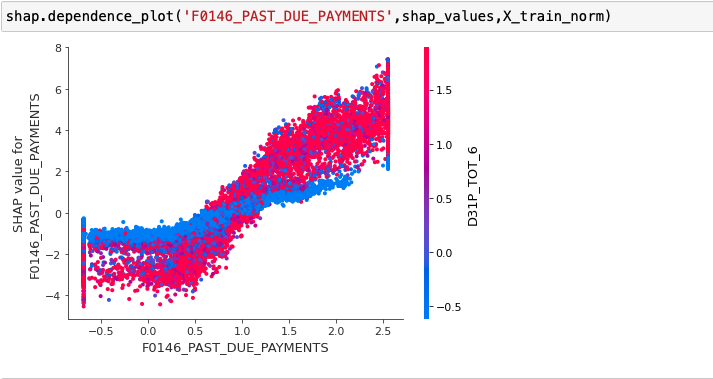 shap.dependence_plot('F0146_PAST_DUE_PAYMENTS',shap_values,X_train_norm)
8
6
4
2
0
−2
−4
SHAP value for
F0146_PAST_DUE_PAYMENTS
−0.5 0.0 0.5 1.0 1.5 2.0 2.5
F0146_PAST_DUE_PAYMENTS
1.5
1.0
0.5
0.0
−0.5
D31P_TOT_6